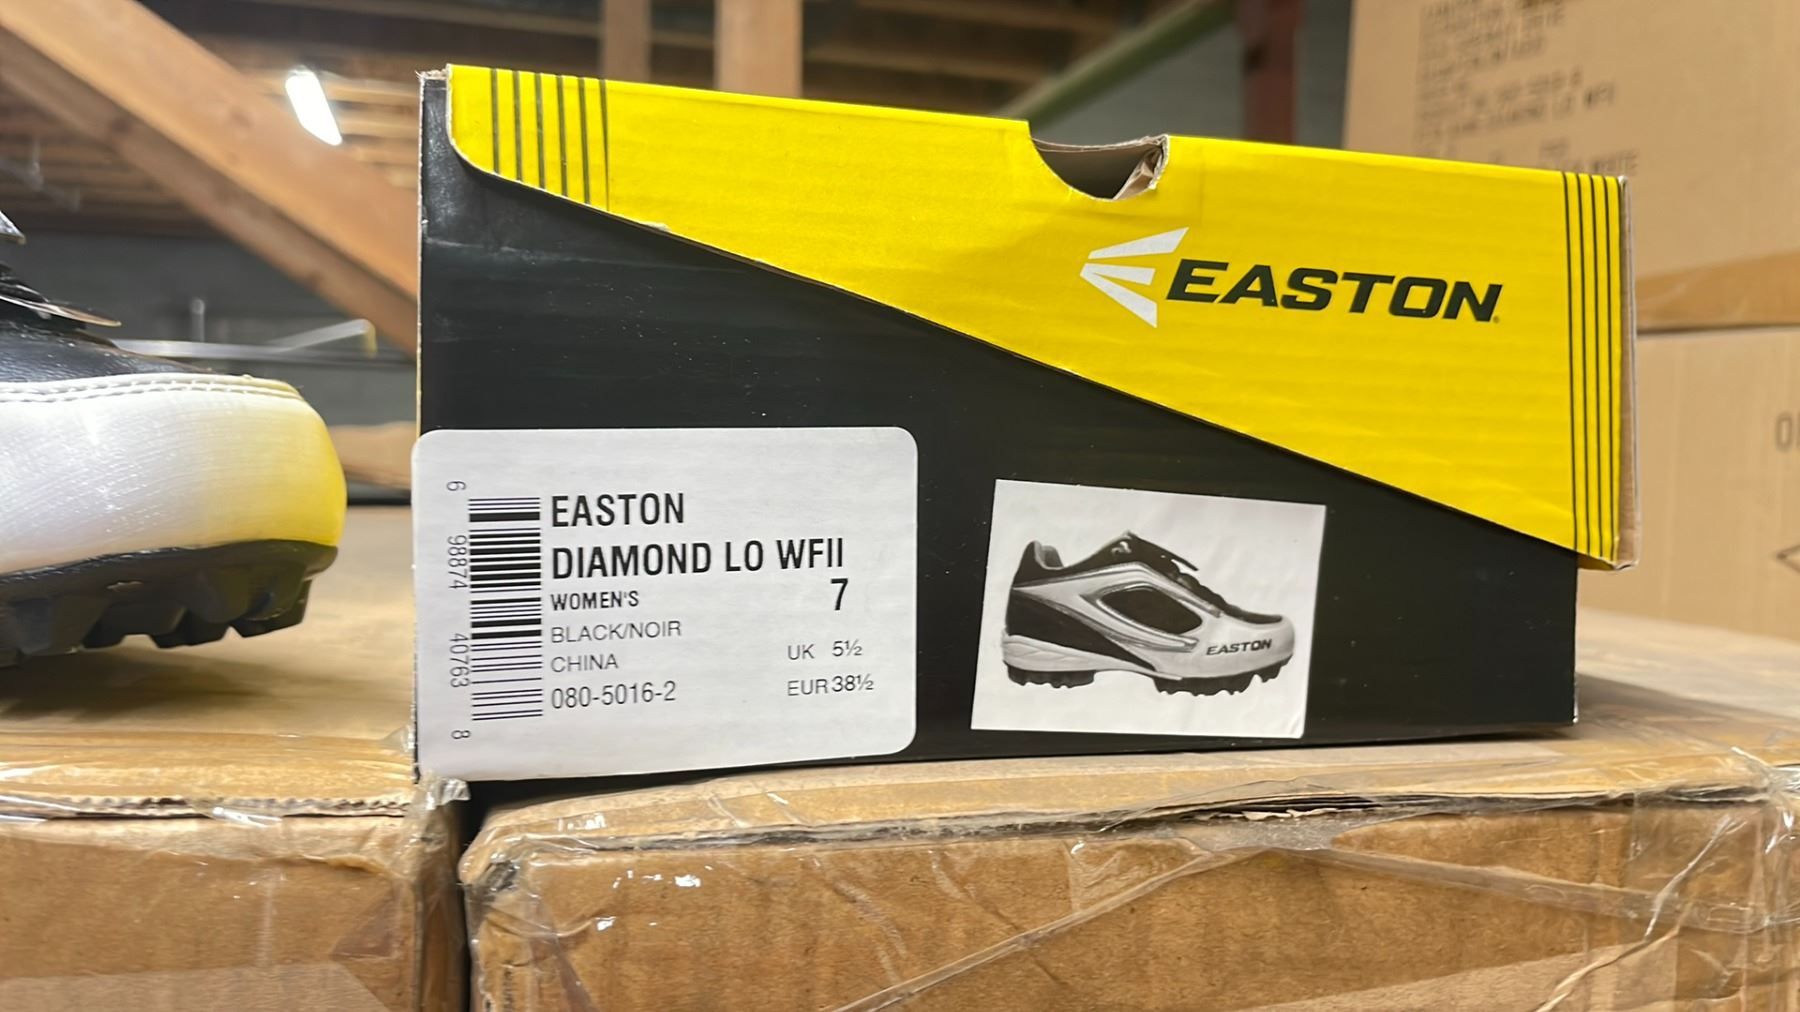 EASTON
EASTON
DIAMOND LO WFII
WOMEN'S 7
BLACK/NOIR
CHINA UK 5½
080-5016-2 EUR 38½
6 98874 40763 8
EASTON